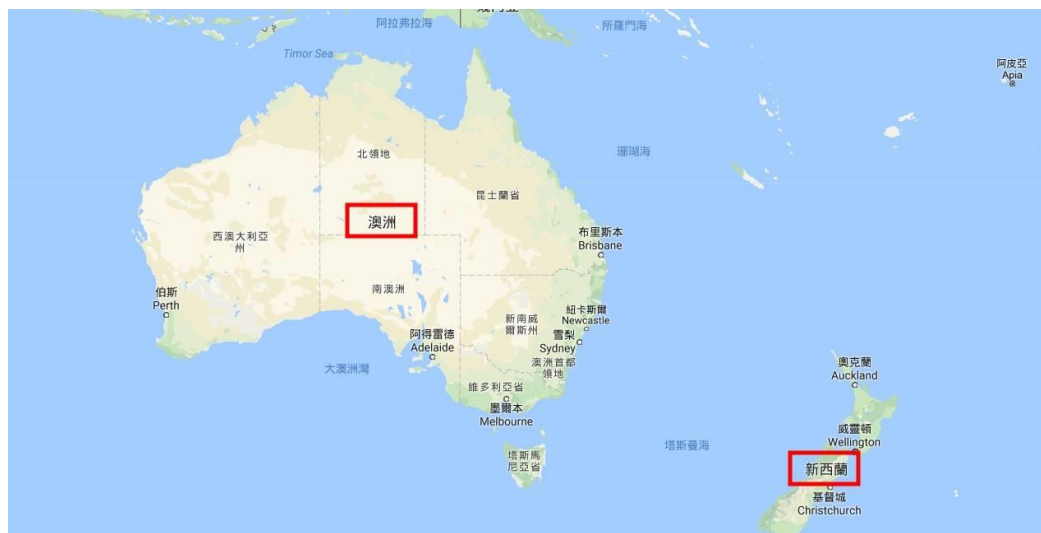 阿拉弗拉海
所羅門海
Timor Sea
阿皮亞
Apia
珊瑚海
北領地
昆士蘭省
澳洲
西澳大利亞
州
布里斯本
Brisbane
南澳洲
伯斯
Perth
紐卡斯爾
Newcastle
新南威
爾斯州
雪梨
Sydney
阿得雷德
Adelaide
澳洲首都
領地
大澳洲灣
奧克蘭
Auckland
維多利亞省
墨爾本
Melbourne
威靈頓
Wellington
塔斯曼海
塔斯馬
尼亞省
新西蘭
基督城
Christchurch